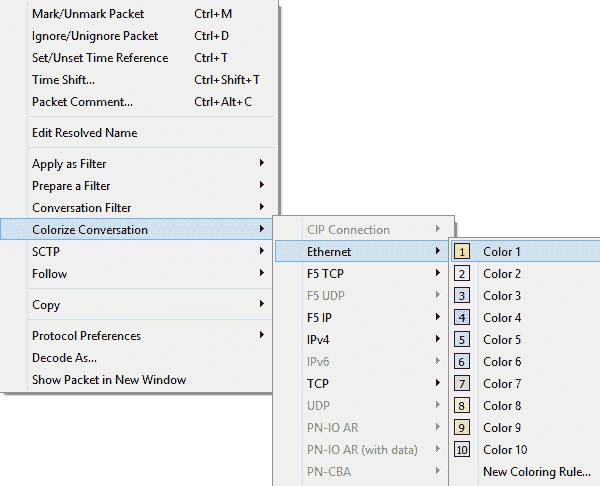 Mark/Unmark Packet Ctrl+M
Ignore/Unignore Packet Ctrl+D
Set/Unset Time Reference Ctrl+T
Time Shift... Ctrl+Shift+T
Packet Comment... Ctrl+Alt+C
Edit Resolved Name
Apply as Filter
Prepare a Filter
Conversation Filter
Colorize Conversation
SCTP
Follow
Copy
Protocol Preferences
Decode As...
Show Packet in New Window
CIP Connection
Ethernet
F5 TCP
F5 UDP
F5 IP
IPv4
IPv6
TCP
UDP
PN-IO AR
PN-IO AR (with data)
PN-CBA
1 Color 1
2 Color 2
3 Color 3
4 Color 4
5 Color 5
6 Color 6
7 Color 7
8 Color 8
9 Color 9
10 Color 10
New Coloring Rule...